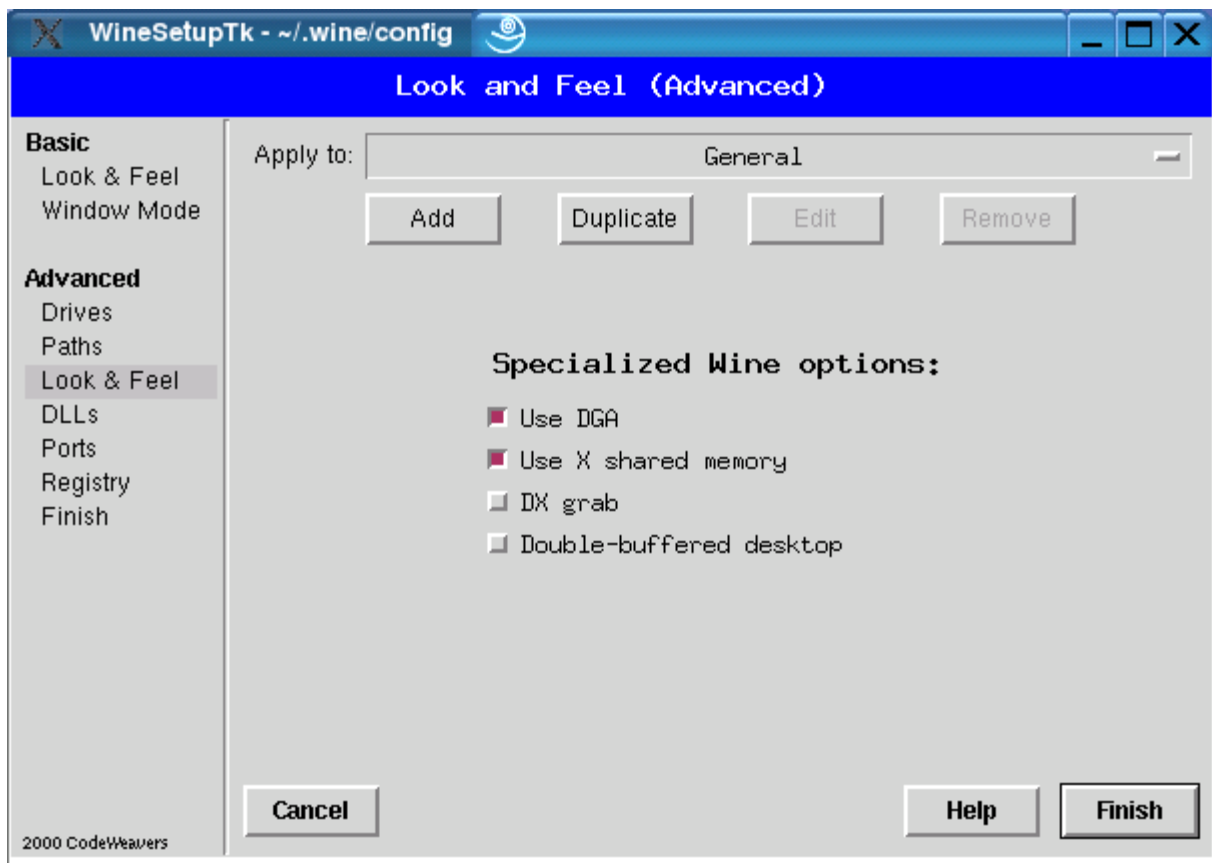 WineSetupTk - ~/.wine/config
Look and Feel (Advanced)
Basic
Look & Feel
Window Mode
Advanced
Drives
Paths
Look & Feel
DLLs
Ports
Registry
Finish
2000 CodeWeavers
Apply to: General
Add Duplicate Edit Remove
Specialized Wine options:
Use DGA
Use X shared memory
DX grab
Double-buffered desktop
Cancel Help Finish